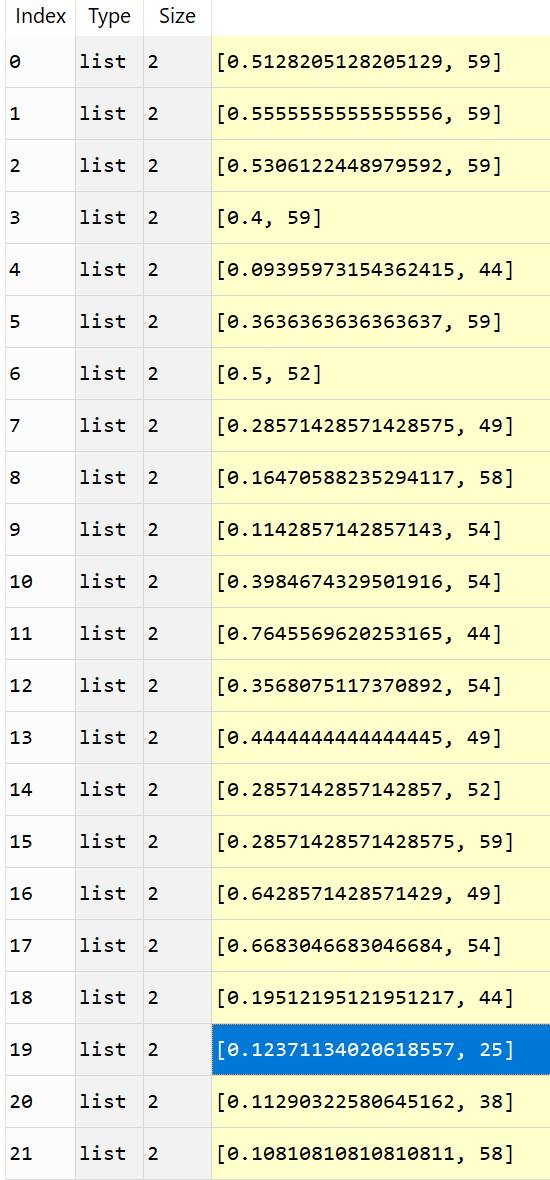 Index Type Size
0 list 2 [0.5128205128205129, 59]
1 list 2 [0.5555555555555556, 59]
2 list 2 [0.5306122448979592, 59]
3 list 2 [0.4, 59]
4 list 2 [0.09395973154362415, 44]
5 list 2 [0.3636363636363637, 59]
6 list 2 [0.5, 52]
7 list 2 [0.28571428571428575, 49]
8 list 2 [0.16470588235294117, 58]
9 list 2 [0.1142857142857143, 54]
10 list 2 [0.3984674329501916, 54]
11 list 2 [0.7645569620253165, 44]
12 list 2 [0.3568075117370892, 54]
13 list 2 [0.4444444444444445, 49]
14 list 2 [0.2857142857142857, 52]
15 list 2 [0.28571428571428575, 59]
16 list 2 [0.6428571428571429, 49]
17 list 2 [0.6683046683046684, 54]
18 list 2 [0.19512195121951217, 44]
19 list 2 [0.12371134020618557, 25]
20 list 2 [0.11290322580645162, 38]
21 list 2 [0.10810810810810811, 58]